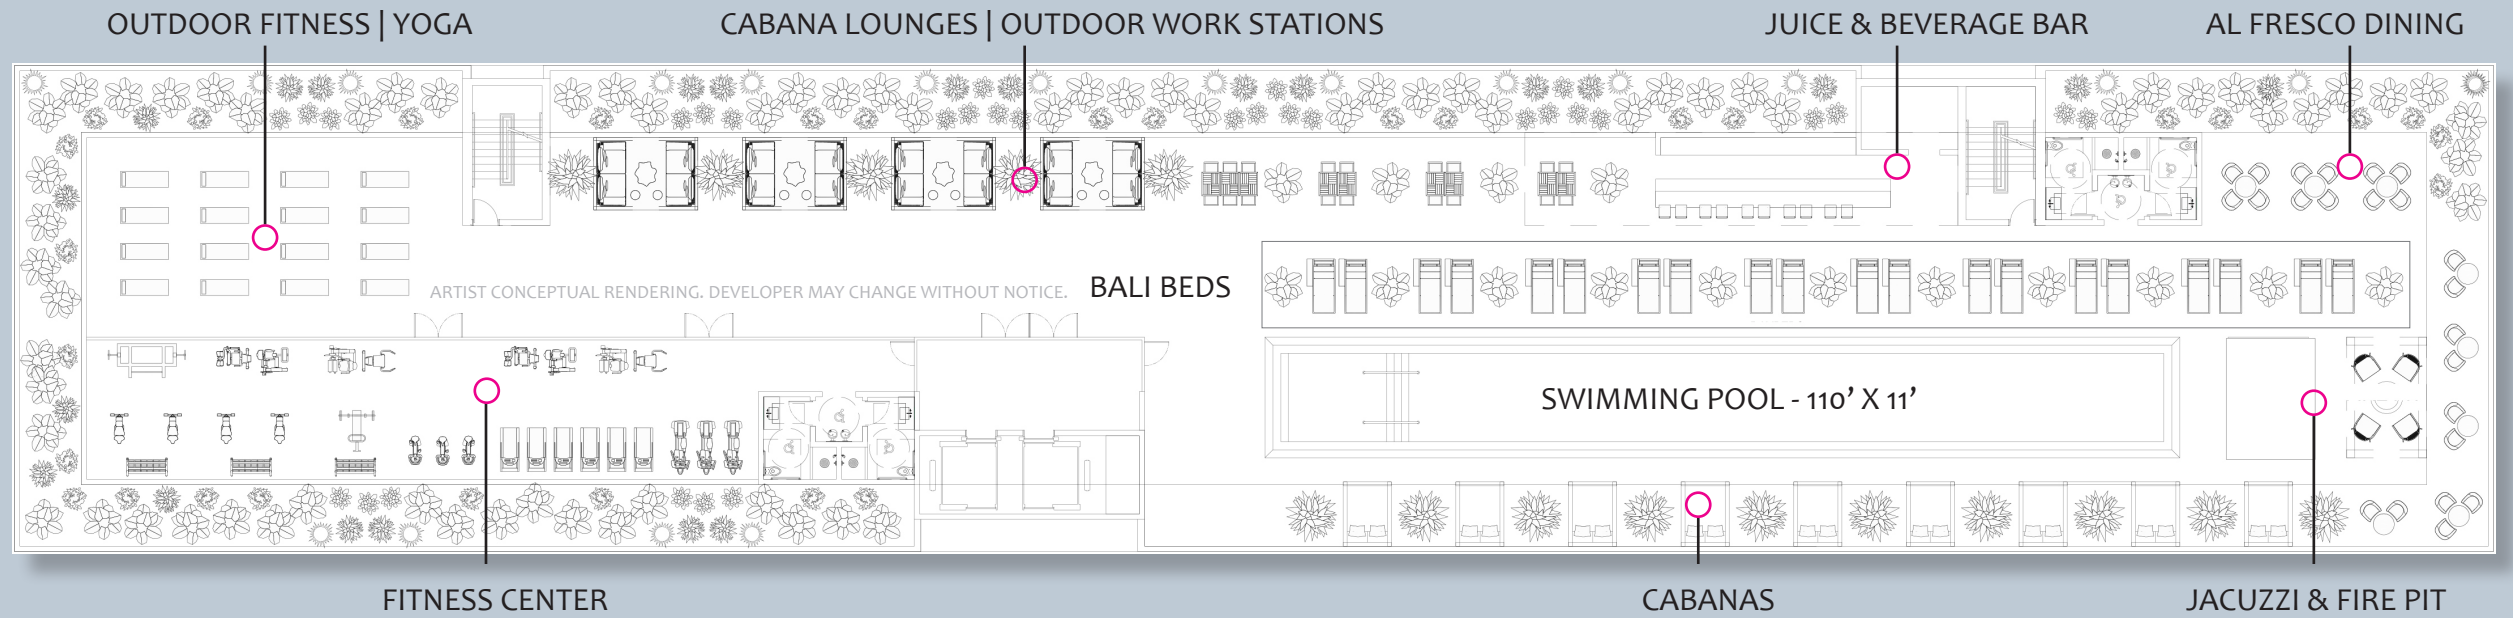 OUTDOOR FITNESS | YOGA
CABANA LOUNGES | OUTDOOR WORK STATIONS
JUICE & BEVERAGE BAR
AL FRESCO DINING
ARTIST CONCEPTUAL RENDERING. DEVELOPER MAY CHANGE WITHOUT NOTICE.
BALI BEDS
SWIMMING POOL - 110’ X 11’
FITNESS CENTER
CABANAS
JACUZZI & FIRE PIT